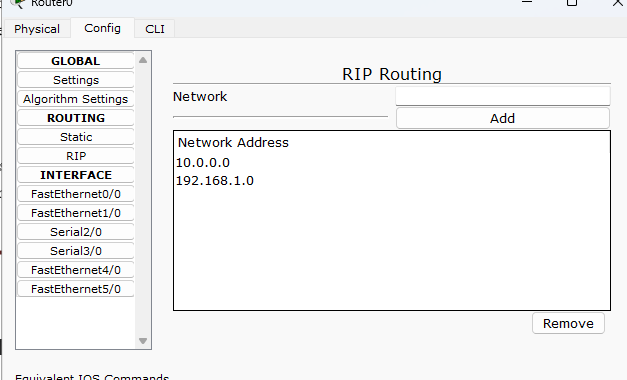 Router0
Physical
Config
CLI
GLOBAL
Settings
Algorithm Settings
ROUTING
Static
RIP
INTERFACE
FastEthernet0/0
FastEthernet1/0
Serial2/0
Serial3/0
FastEthernet4/0
FastEthernet5/0
RIP Routing
Network
Add
Network Address
10.0.0.0
192.168.1.0
Remove
Equivalent IOS Commands